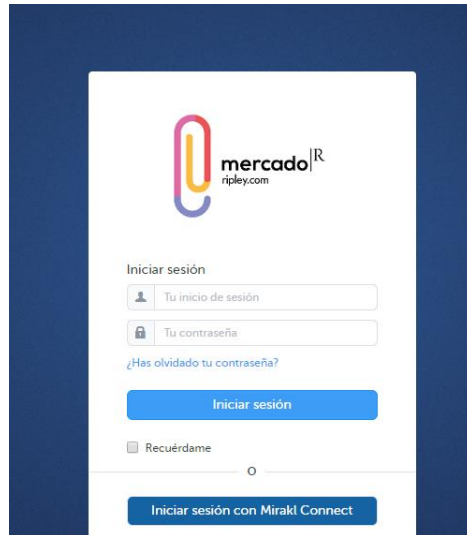 mercado R
ripley.com
Iniciar sesión
Tu inicio de sesión
Tu contraseña
¿Has olvidado tu contraseña?
Iniciar sesión
Recuérdame
O
Iniciar sesión con Mirakl Connect